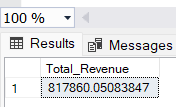 100 %
Results Messages
Total_Revenue
1 817860.05083847